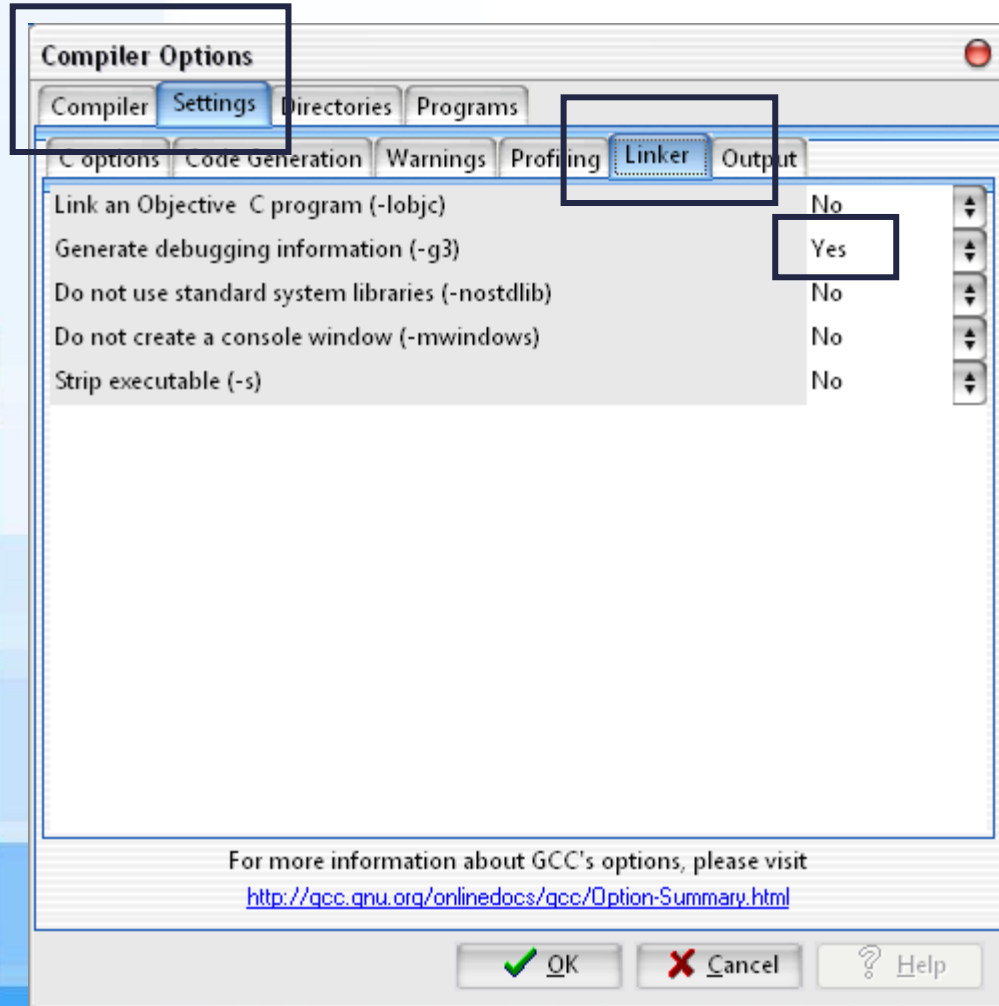 Compiler Options
Compiler Settings Directories Programs
C options Code Generation Warnings Profiling Linker Output
Link an Objective C program (-lobjc) No
Generate debugging information (-g3) Yes
Do not use standard system libraries (-nostdlib) No
Do not create a console window (-mwindows) No
Strip executable (-s) No
For more information about GCC's options, please visit
http://gcc.gnu.org/onlinedocs/gcc/Option-Summary.html
OK Cancel Help